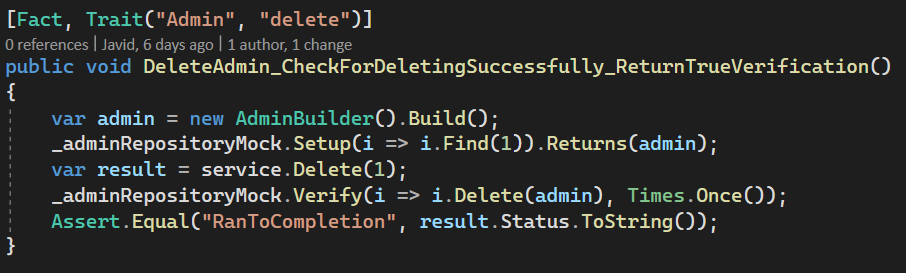 [Fact, Trait("Admin", "delete")]
0 references | Javid, 6 days ago | 1 author, 1 change
public void DeleteAdmin_CheckForDeletingSuccessfully_ReturnTrueVerification()
{
    var admin = new AdminBuilder().Build();
    _adminRepositoryMock.Setup(i => i.Find(1)).Returns(admin);
    var result = service.Delete(1);
    _adminRepositoryMock.Verify(i => i.Delete(admin), Times.Once());
    Assert.Equal("RanToCompletion", result.Status.ToString());
}